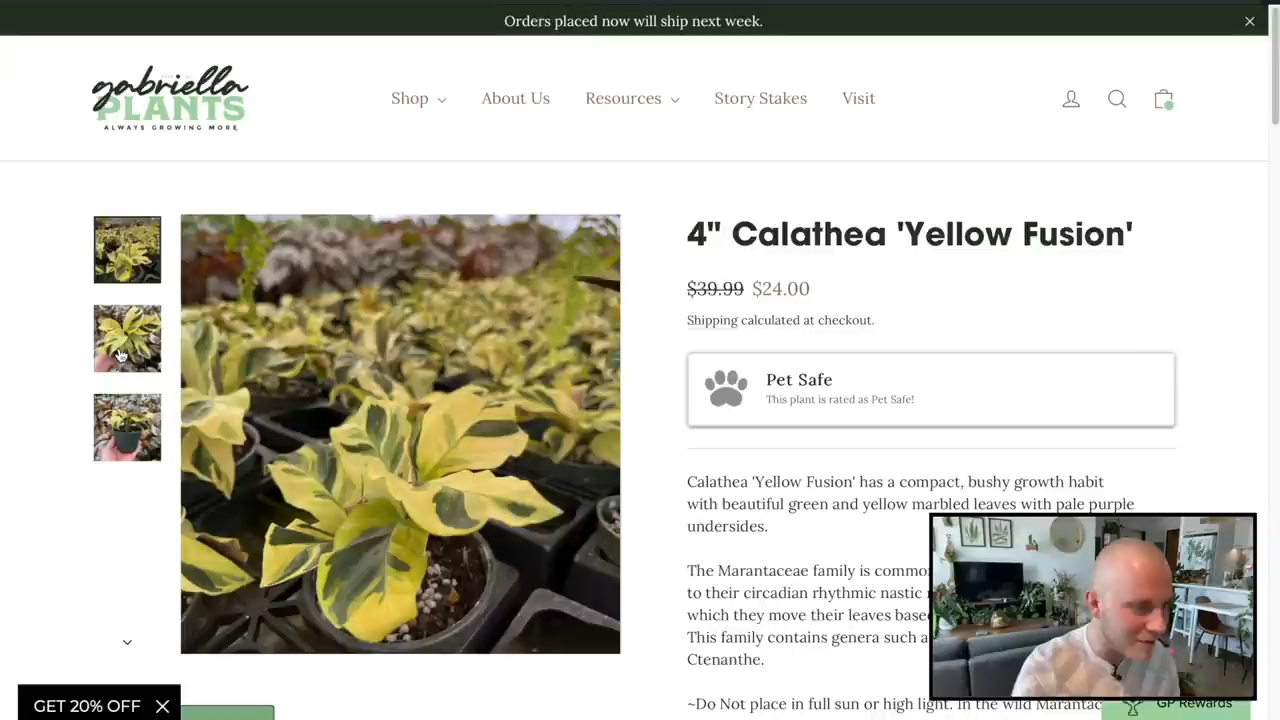 Orders placed now will ship next week.
gabriella
PLANTS
ALWAYS GROWING MORE
Shop
About Us
Resources
Story Stakes
Visit
4" Calathea 'Yellow Fusion'
$39.99 $24.00
Shipping calculated at checkout.
Pet Safe
This plant is rated as Pet Safe!
Calathea 'Yellow Fusion' has a compact, bushy growth habit
with beautiful green and yellow marbled leaves with pale purple
undersides.
The Marantaceae family is
to their circadian rhythmic nastic
which they move their leaves
This family contains genera such
Ctenanthe.
~Do Not place in full sun or high light. In the wild
GET 20% OFF
GP Rewards